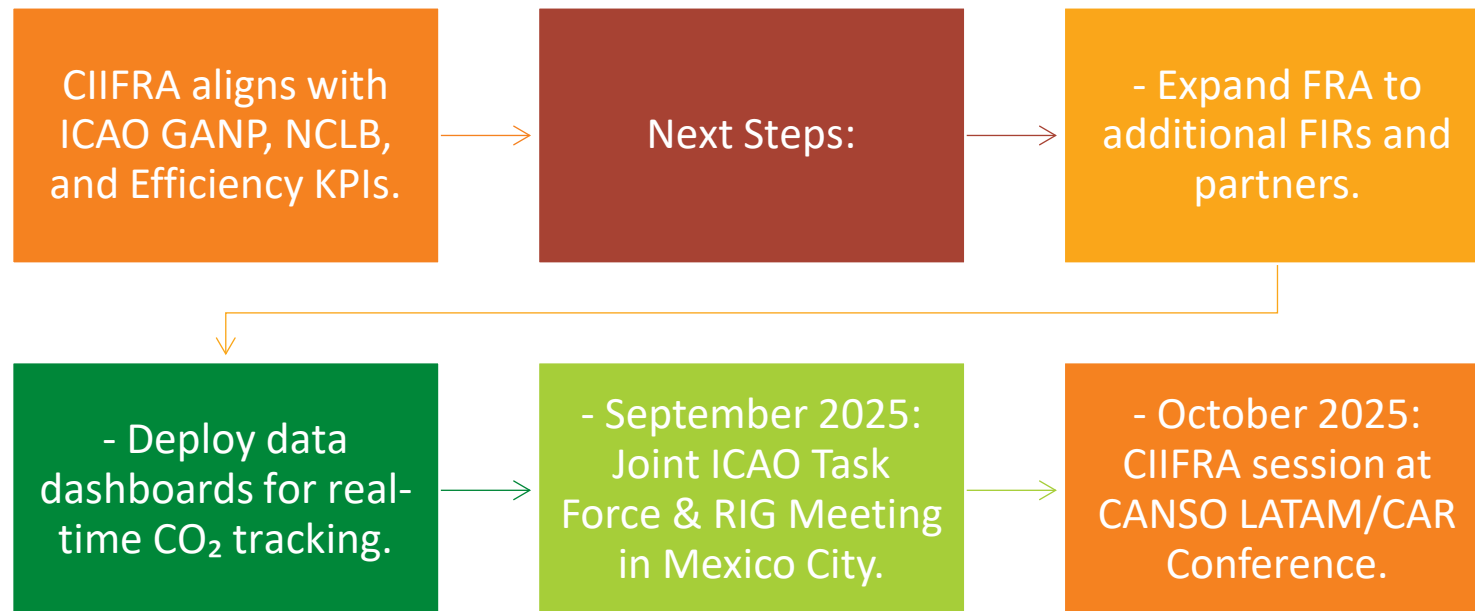 CIIFRA aligns with
ICAO GANP, NCLB,
and Efficiency KPIs.
Next Steps:
- Expand FRA to
additional FIRs and
partners.
- Deploy data
dashboards for real-
time CO₂ tracking.
- September 2025:
Joint ICAO Task
Force & RIG Meeting
in Mexico City.
- October 2025:
CIIFRA session at
CANSO LATAM/CAR
Conference.